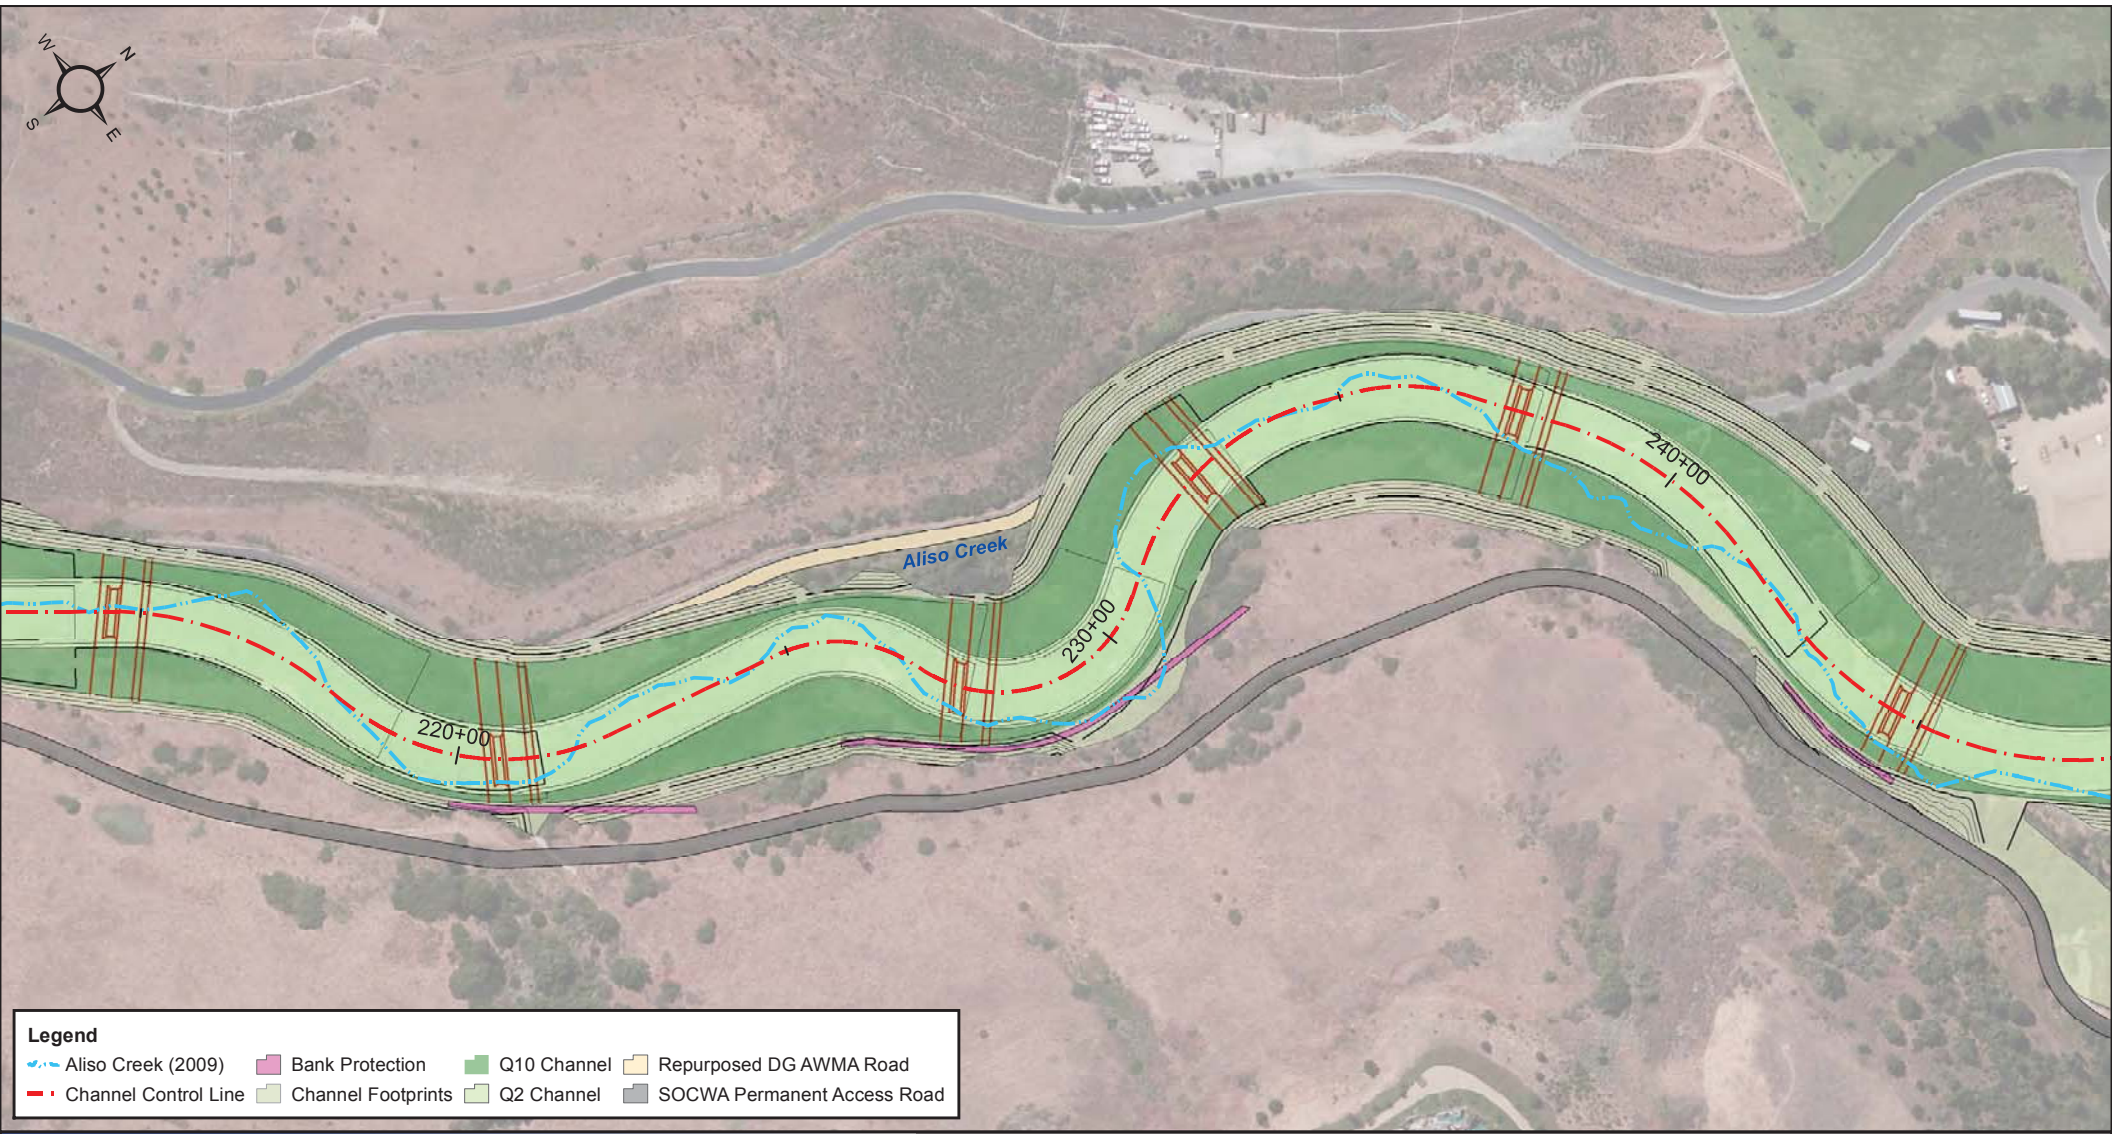 W
N
S
E
240+00
Aliso Creek
230+00
220+00
Legend
Aliso Creek (2009)
Bank Protection
Q10 Channel
Repurposed DG AWMA Road
Channel Control Line
Channel Footprints
Q2 Channel
SOCWA Permanent Access Road